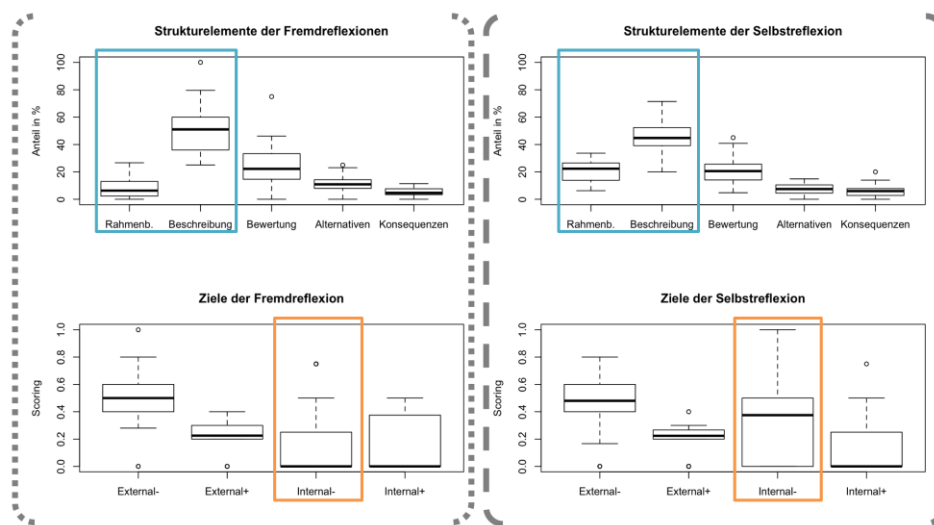 Strukturelemente der Fremdreflexionen
Anteil in %
100
80
60
40
20
0
Rahmenb. Beschreibung Bewertung Alternativen Konsequenzen
Strukturelemente der Selbstreflexion
Anteil in %
100
80
60
40
20
0
Rahmenb. Beschreibung Bewertung Alternativen Konsequenzen
Ziele der Fremdreflexion
Scoring
1.0
0.8
0.6
0.4
0.2
0.0
External- External+ Internal- Internal+
Ziele der Selbstreflexion
Scoring
1.0
0.8
0.6
0.4
0.2
0.0
External- External+ Internal- Internal+